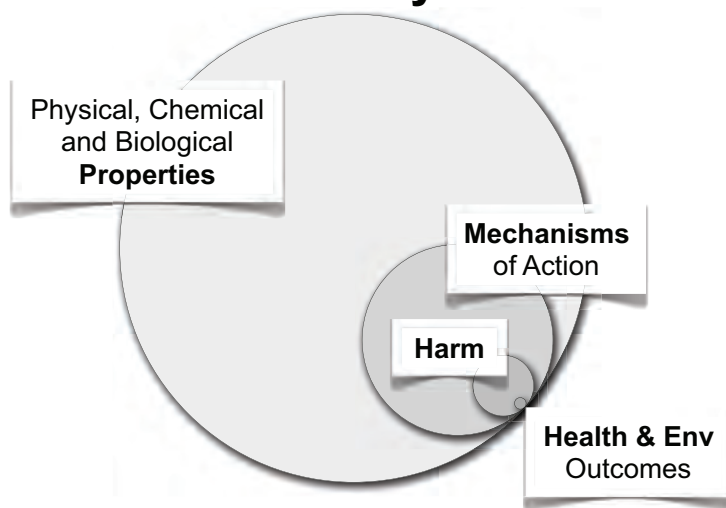 Physical, Chemical
and Biological
Properties
Mechanisms
of Action
Harm
Health & Env
Outcomes